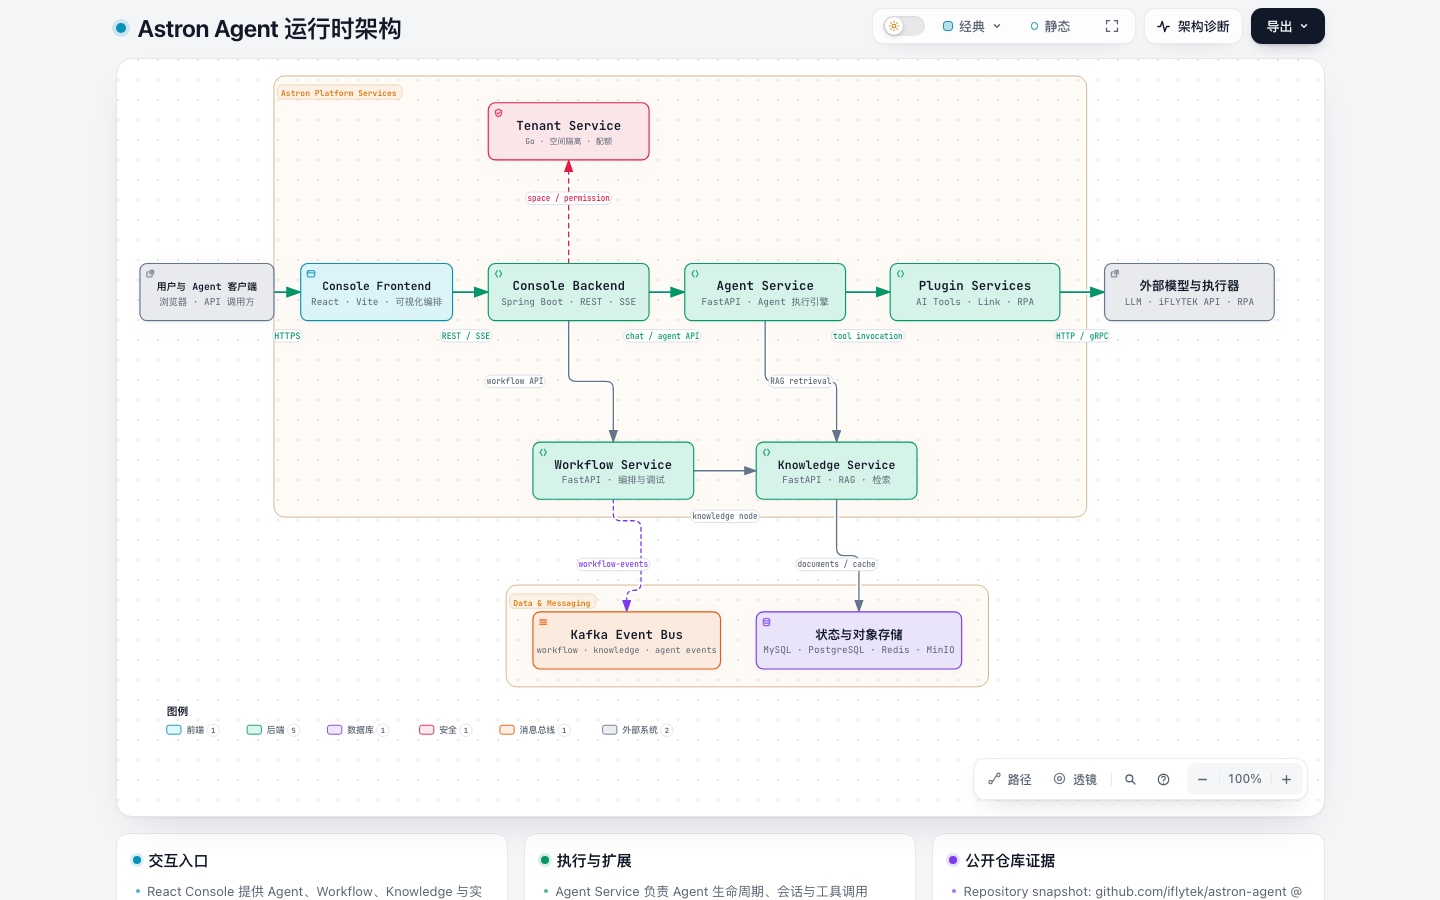 Astron Agent 运行时架构
经典
静态
架构诊断
导出
Astron Platform Services
Tenant Service
Go · 空间隔离 · 配额
space / permission
用户与 Agent 客户端
浏览器 · API 调用方
Console Frontend
React · Vite · 可视化编排
Console Backend
Spring Boot · REST · SSE
Agent Service
FastAPI · Agent 执行引擎
Plugin Services
AI Tools · Link · RPA
外部模型与执行器
LLM · iFLYTEK API · RPA
HTTPS
REST / SSE
chat / agent API
tool invocation
HTTP / gRPC
workflow API
RAG retrieval
Workflow Service
FastAPI · 编排与调试
Knowledge Service
FastAPI · RAG · 检索
knowledge node
workflow-events
documents / cache
Data & Messaging
Kafka Event Bus
workflow · knowledge · agent events
状态与对象存储
MySQL · PostgreSQL · Redis · MinIO
图例
前端 1
后端 5
数据库 1
安全 1
消息总线 1
外部系统 2
路径
透镜
100%
交互入口
React Console 提供 Agent、Workflow、Knowledge 与实
执行与扩展
Agent Service 负责 Agent 生命周期、会话与工具调用
公开仓库证据
Repository snapshot: github.com/iflytek/astron-agent @